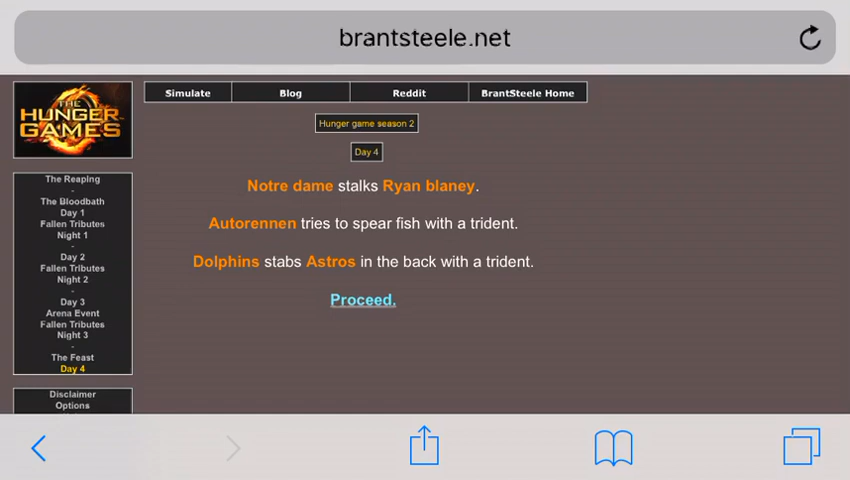 brantsteele.net
THE
HUNGER
GAMES
Simulate
Blog
Reddit
BrantSteele Home
Hunger game season 2
Day 4
Notre dame stalks Ryan blaney.
Autorennen tries to spear fish with a trident.
Dolphins stabs Astros in the back with a trident.
Proceed.
The Reaping
-
The Bloodbath
Day 1
Fallen Tributes
Night 1
-
Day 2
Fallen Tributes
Night 2
-
Day 3
Arena Event
Fallen Tributes
Night 3
-
The Feast
Day 4
Disclaimer
Options